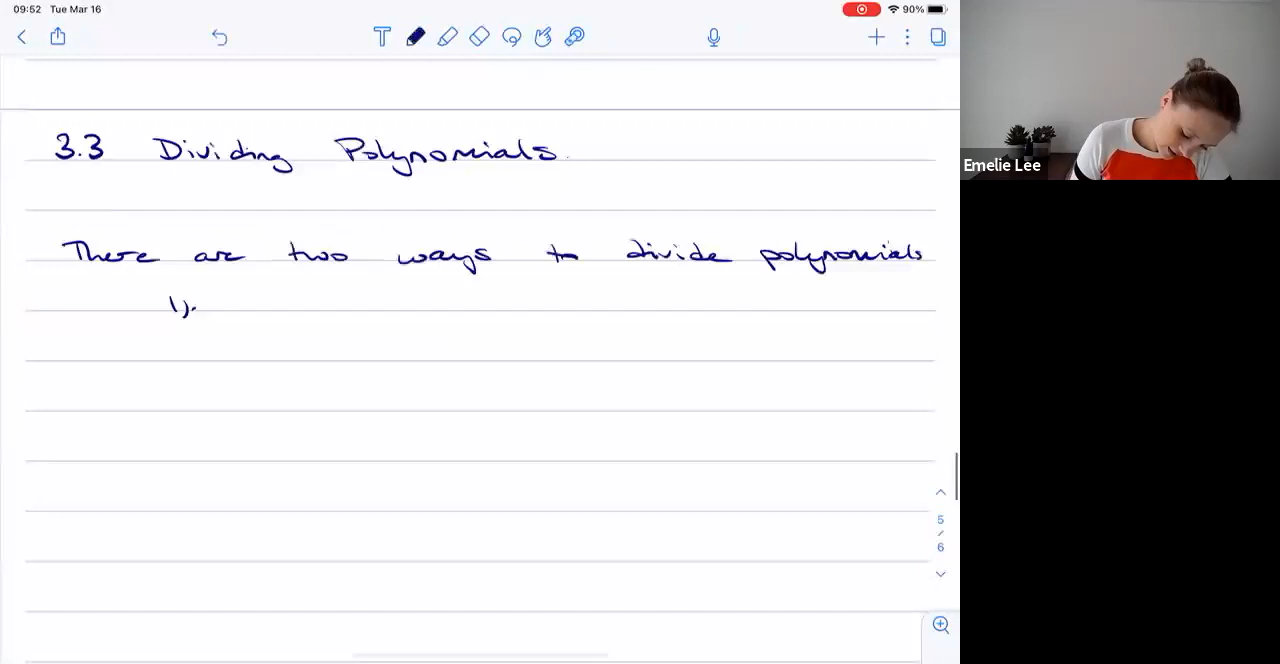 09:52 Tue Mar 16
90%
3.3 Dividing Polynomials.
There are two ways to divide polynomials
1).
5
/
6
Emelie Lee